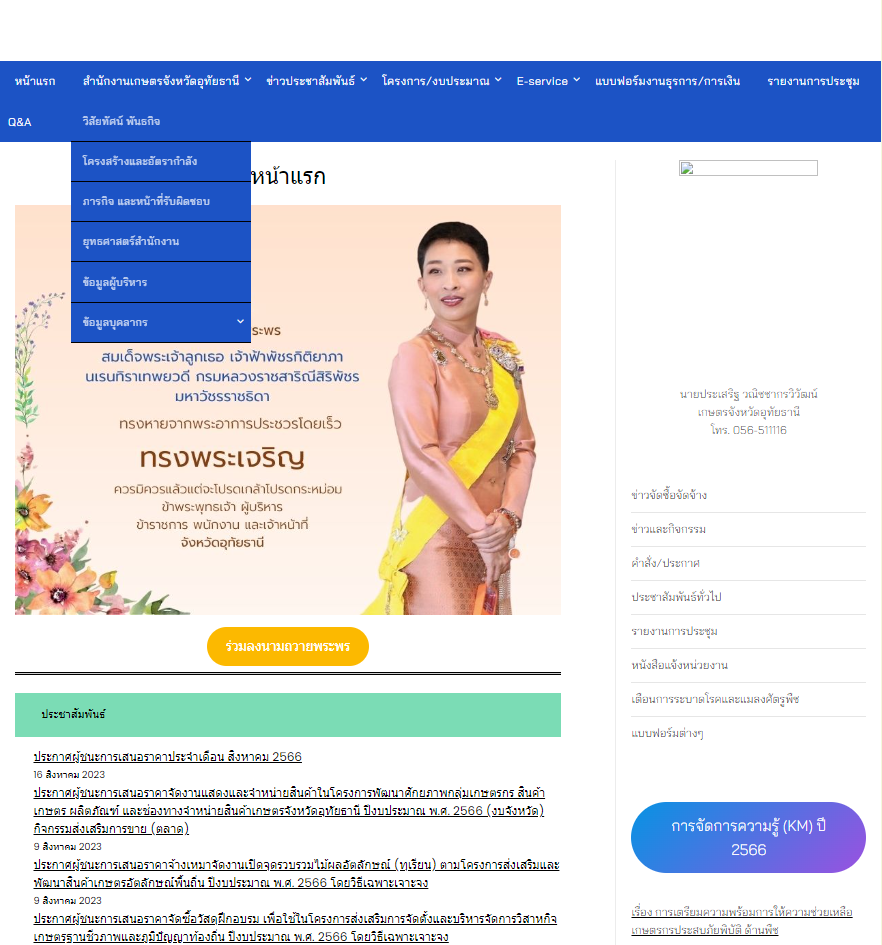 หน้าแรก
สำนักงานเกษตรจังหวัดอุทัยธานี
ข่าวประชาสัมพันธ์
โครงการ/งบประมาณ
E-service
แบบฟอร์มงานธุรการ/การเงิน
รายงานการประชุม
Q&A
วิสัยทัศน์ พันธกิจ
โครงสร้างและอัตรากำลัง
ภารกิจ และหน้าที่รับผิดชอบ
ยุทธศาสตร์สำนักงาน
ข้อมูลผู้บริหาร
ข้อมูลบุคลากร
หน้าแรก
ระพร
สมเด็จพระเจ้าลูกเธอ เจ้าฟ้าพัชรกิติยาภา
นเรนทิราเทพยวดี กรมหลวงราชสาริณีสิริพัชร
มหาวัชรราชธิดา
ทรงหายจากพระอาการประชวรโดยเร็ว
ทรงพระเจริญ
ควรมิควรแล้วแต่จะโปรดเกล้าโปรดกระหม่อม
ข้าพระพุทธเจ้า ผู้บริหาร
ข้าราชการ พนักงาน และเจ้าหน้าที่
จังหวัดอุทัยธานี
ร่วมลงนามถวายพระพร
ประชาสัมพันธ์
ประกาศผู้ชนะการเสนอราคาประจำเดือน สิงหาคม 2566
16 สิงหาคม 2023
ประกาศผู้ชนะการเสนอราคาจัดงานแสดงและจำหน่ายสินค้าในโครงการพัฒนาศักยภาพกลุ่มเกษตรกร สินค้า
เกษตร ผลิตภัณฑ์ และช่องทางจำหน่ายสินค้าเกษตรจังหวัดอุทัยธานี ปีงบประมาณ พ.ศ. 2566 (งบจังหวัด)
กิจกรรมส่งเสริมการขาย (ตลาด)
9 สิงหาคม 2023
ประกาศผู้ชนะการเสนอราคาจ้างเหมาจัดงานเปิดจุดรวบรวมไม้ผลอัตลักษณ์ (ทุเรียน) ตามโครงการส่งเสริมและ
พัฒนาสินค้าเกษตรอัตลักษณ์พื้นถิ่น ปีงบประมาณ พ.ศ. 2566 โดยวิธีเฉพาะเจาะจง
9 สิงหาคม 2023
ประกาศผู้ชนะการเสนอราคาจัดซื้อวัสดุฝึกอบรม เพื่อใช้ในโครงการส่งเสริมการจัดตั้งและบริหารจัดการวิสาหกิจ
เกษตรฐานชีวภาพและภูมิปัญญาท้องถิ่น ปีงบประมาณ พ.ศ. 2566 โดยวิธีเฉพาะเจาะจง
นายประเสริฐ วณิชชากรวิวัฒน์
เกษตรจังหวัดอุทัยธานี
โทร. 056-511116
ข่าวจัดซื้อจัดจ้าง
ข่าวและกิจกรรม
คำสั่ง/ประกาศ
ประชาสัมพันธ์ทั่วไป
รายงานการประชุม
หนังสือแจ้งหน่วยงาน
เตือนการระบาดโรคและแมลงศัตรูพืช
แบบฟอร์มต่างๆ
การจัดการความรู้ (KM) ปี
2566
เรื่อง การเตรียมความพร้อมการให้ความช่วยเหลือ
เกษตรกรประสบภัยพิบัติ ด้านพืช